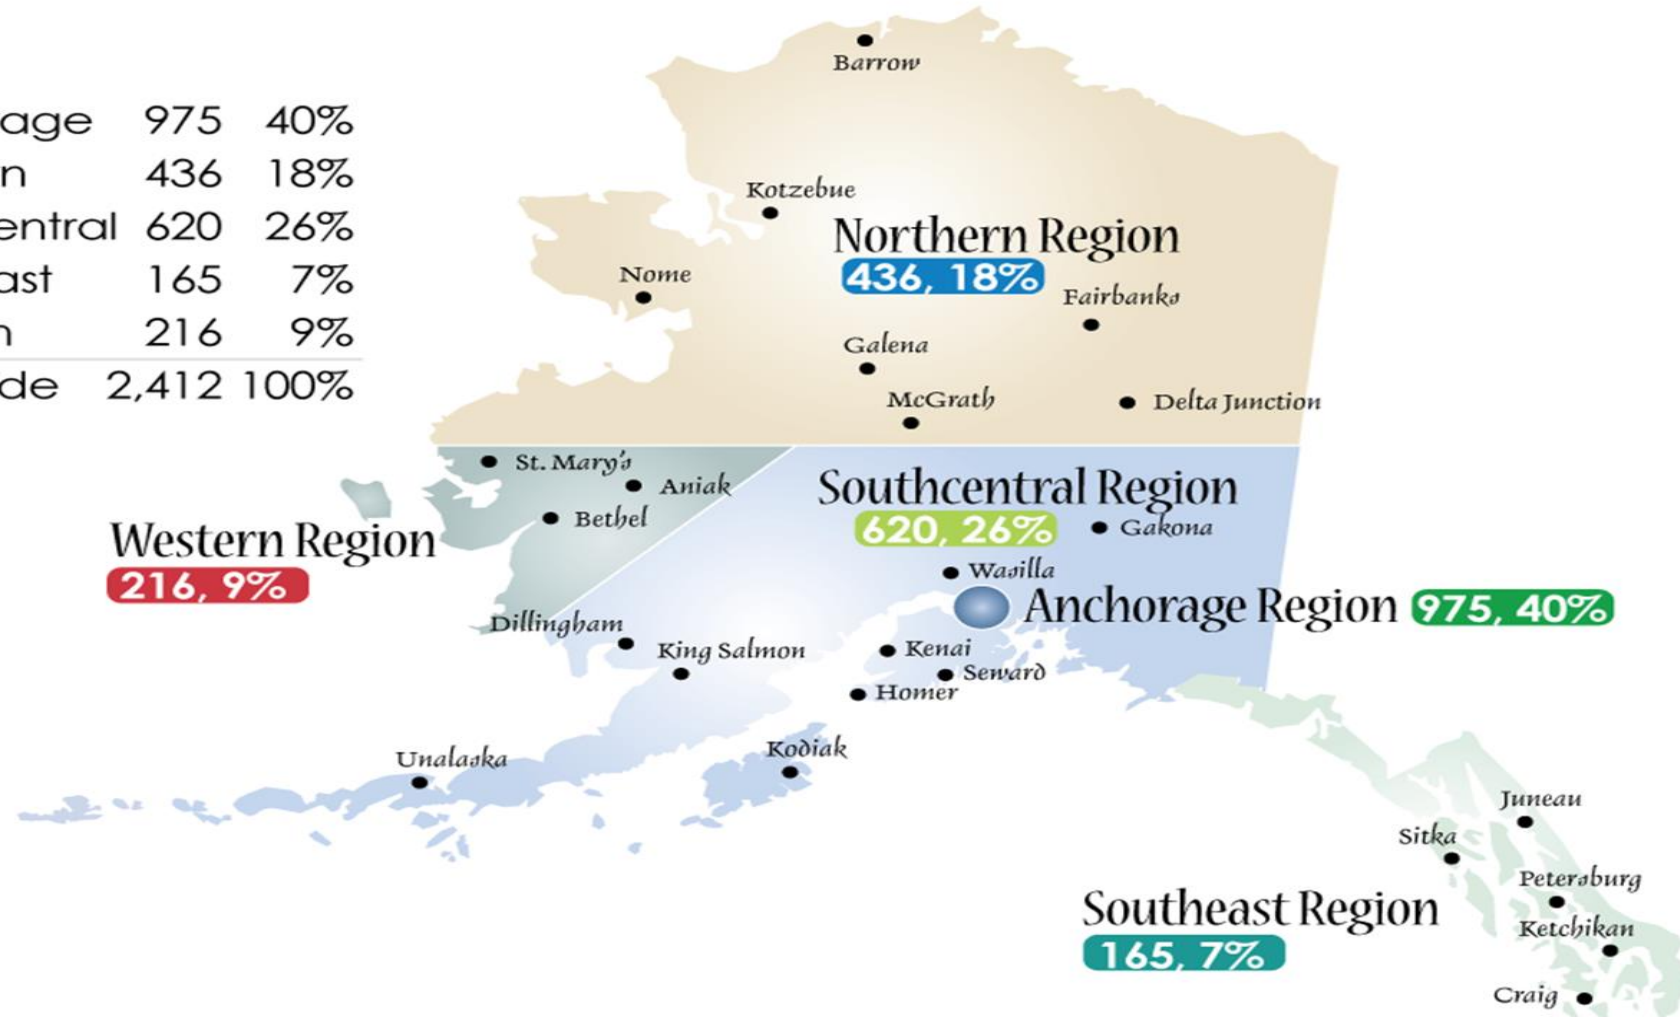 age 975 40%
n 436 18%
entral 620 26%
ast 165 7%
n 216 9%
de 2,412 100%
Barrow
Kotzebue
Northern Region
436, 18%
Nome
Fairbanks
Galena
McGrath
Delta Junction
St. Mary's
Aniak
Bethel
Southcentral Region
620, 26%
Gakona
Western Region
216, 9%
Wasilla
Anchorage Region 975, 40%
Dillingham
King Salmon
Kenai
Seward
Homer
Kodiak
Unalaska
Juneau
Sitka
Petersburg
Southeast Region
165, 7%
Ketchikan
Craig